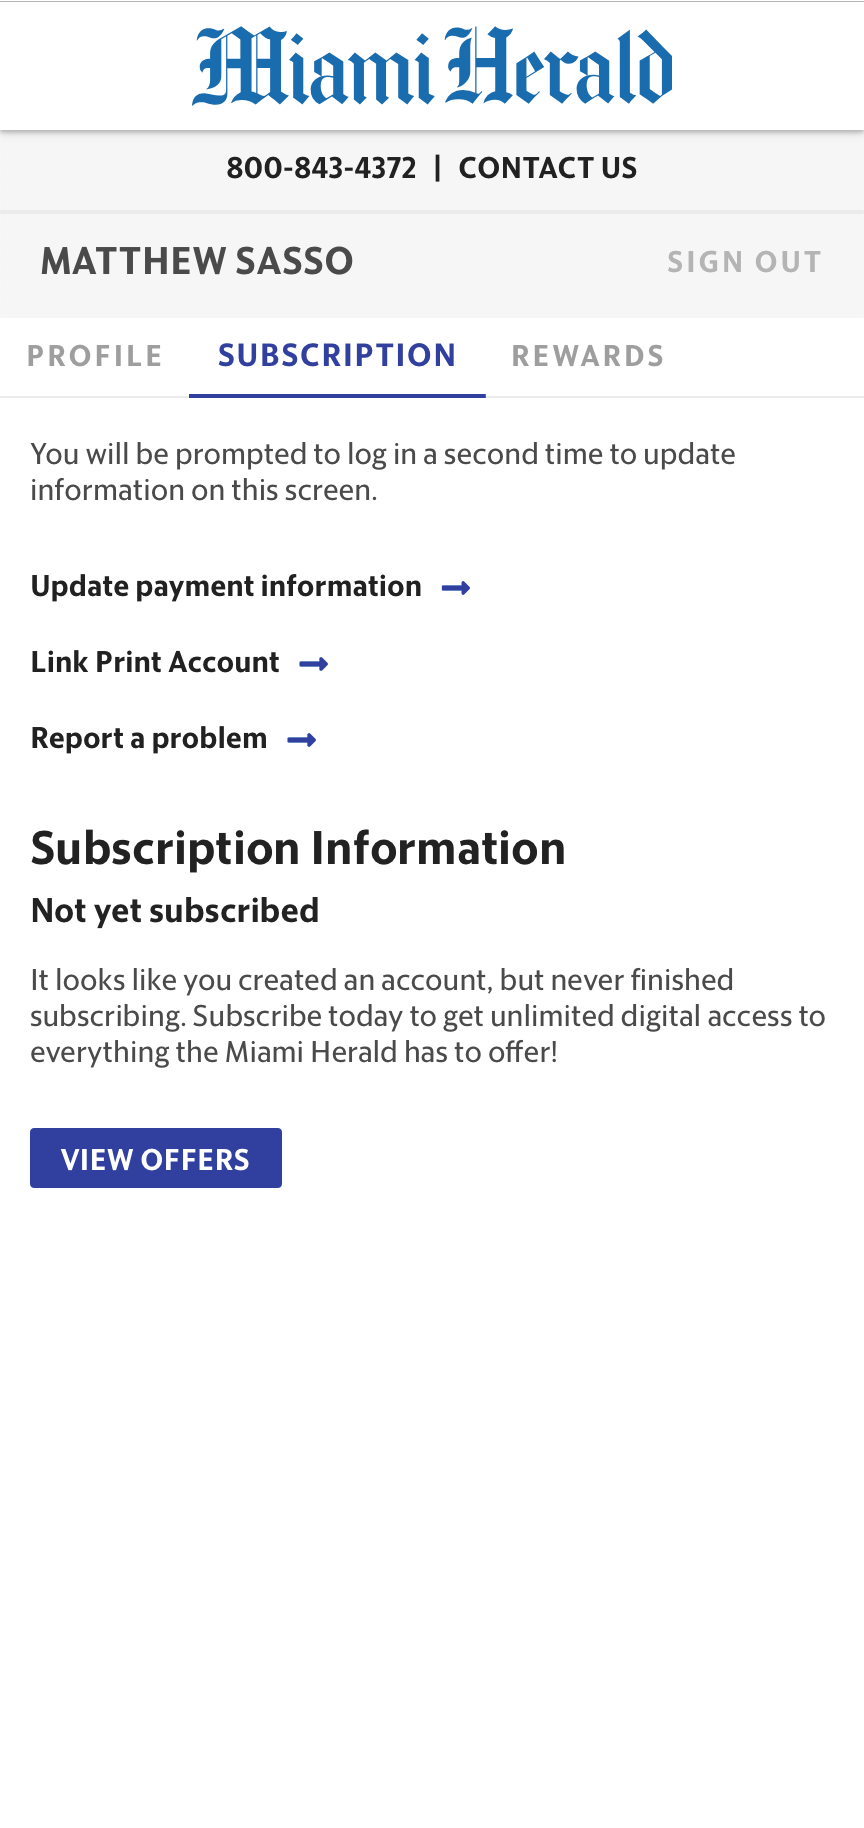 Miami Herald
800-843-4372 | CONTACT US
MATTHEW SASSO
SIGN OUT
PROFILE
SUBSCRIPTION
REWARDS
You will be prompted to log in a second time to update
information on this screen.
Update payment information
Link Print Account
Report a problem
Subscription Information
Not yet subscribed
It looks like you created an account, but never finished
subscribing. Subscribe today to get unlimited digital access to
everything the Miami Herald has to offer!
VIEW OFFERS